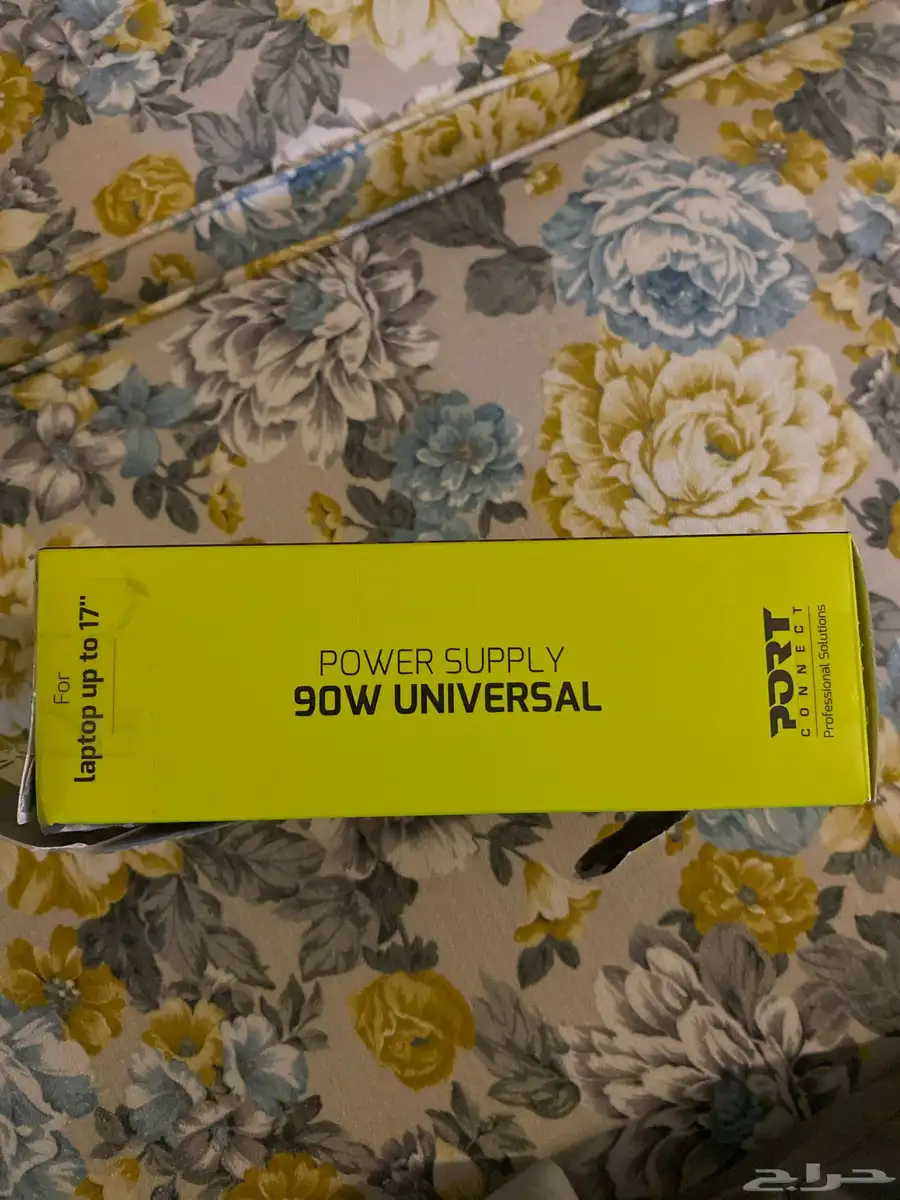 For
laptop up to 17"
POWER SUPPLY
90W UNIVERSAL
PORT
CONNECT
Professional Solutions
حراج